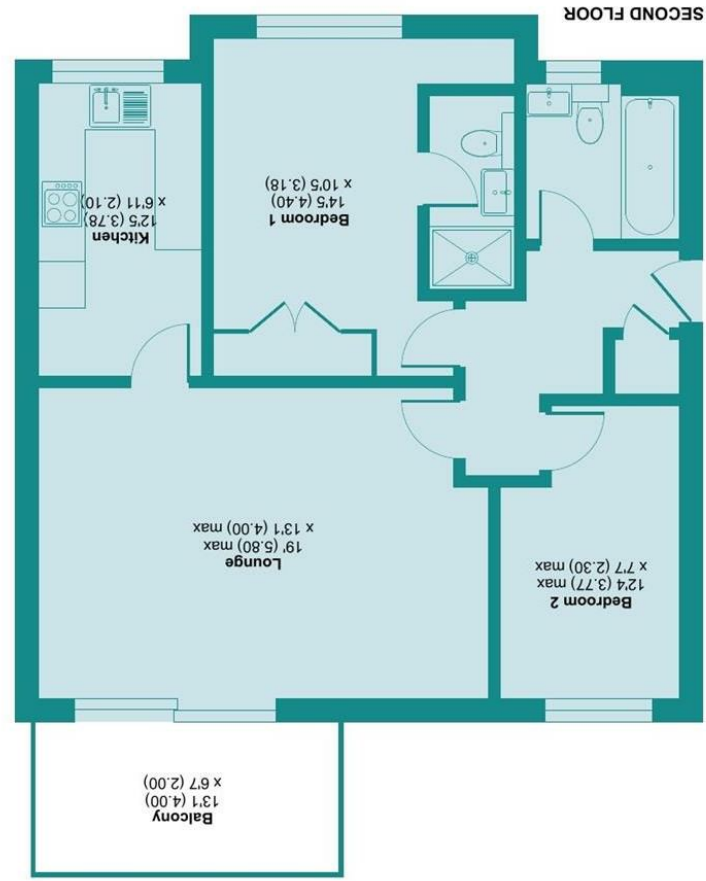 Balcony
13'1 (4.00)
x 6'7 (2.00)
Bedroom 2
12'4 (3.77) max
x 7'7 (2.30) max
Lounge
19' (5.80) max
x 13'1 (4.00) max
Bedroom 1
14'5 (4.40)
x 10'5 (3.18)
Kitchen
12'5 (3.78)
x 6'11 (2.10)
SECOND FLOOR